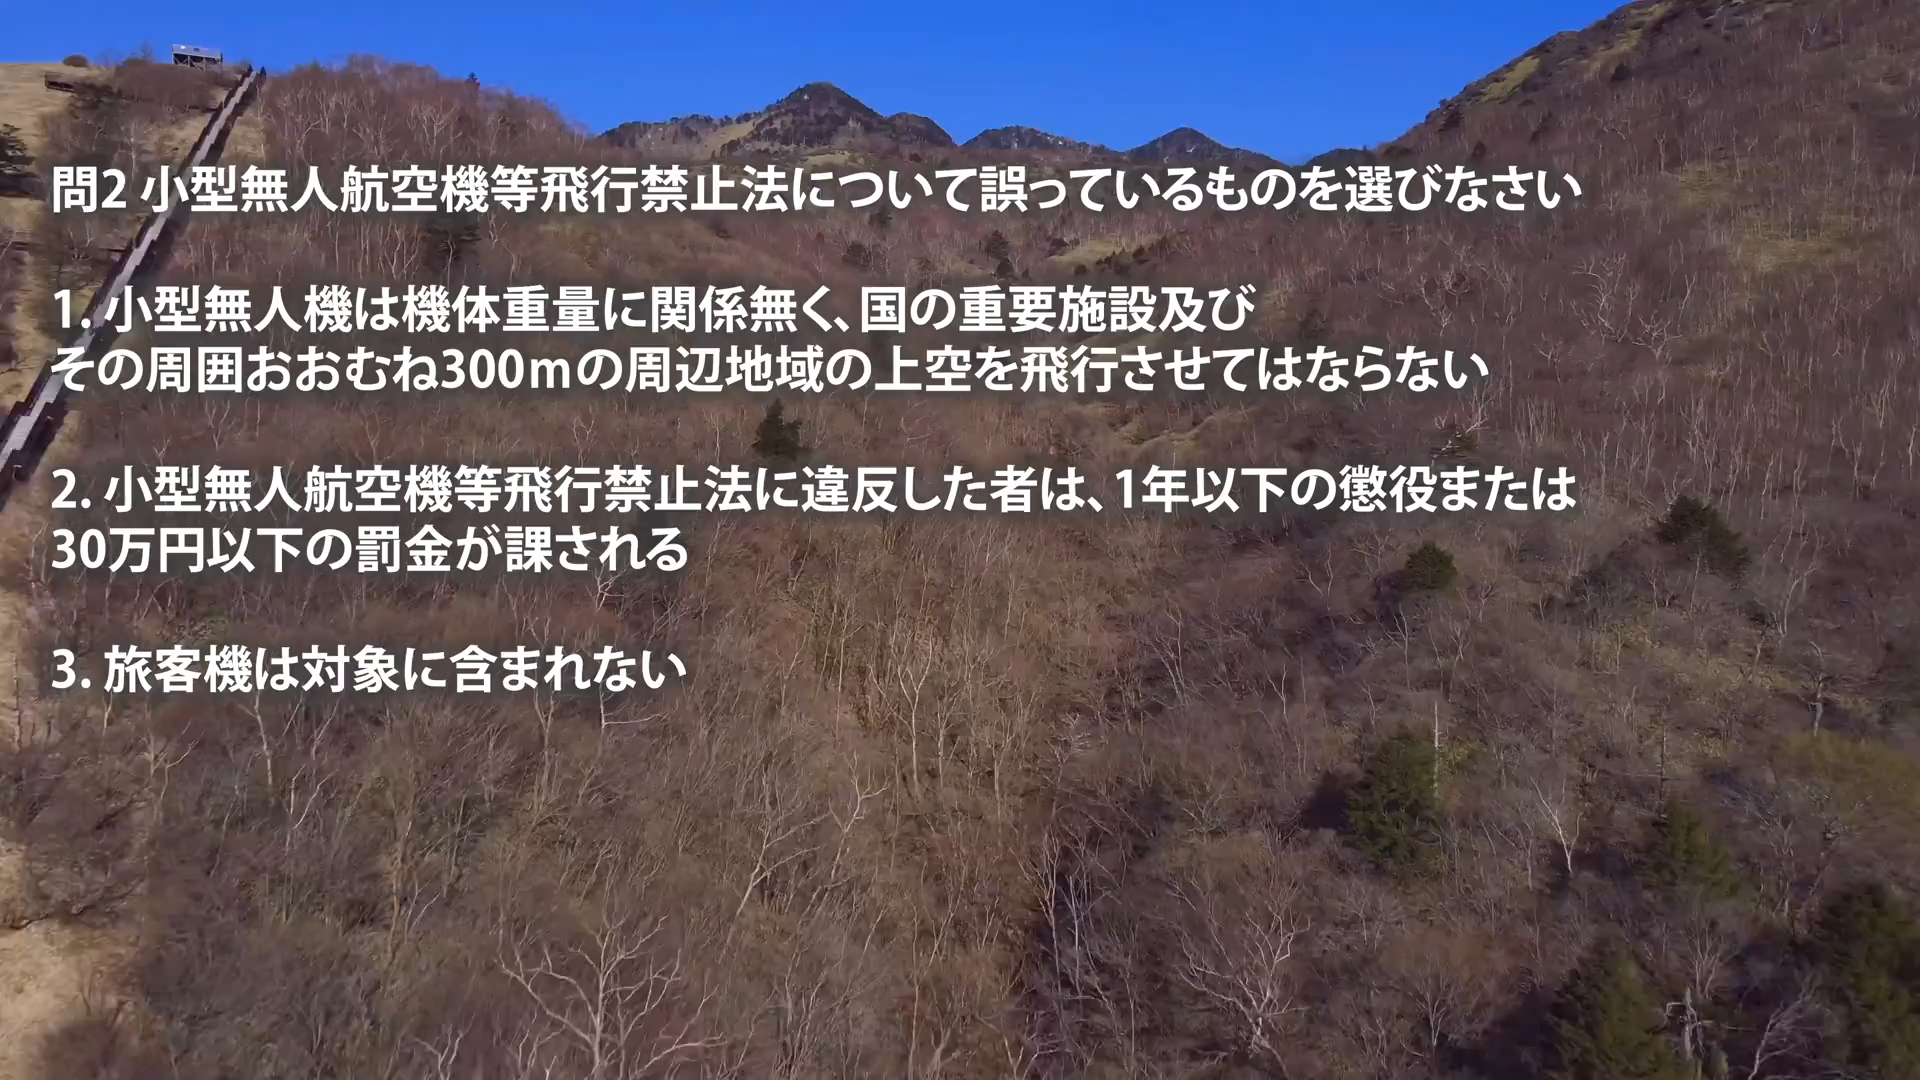 問2 小型無人航空機等飛行禁止法について誤っているものを選びなさい
1. 小型無人機は機体重量に関係無く、国の重要施設及び
その周囲おおむね300mの周辺地域の上空を飛行させてはならない
2. 小型無人航空機等飛行禁止法に違反した者は、1年以下の懲役または
30万円以下の罰金が課される
3. 旅客機は対象に含まれない